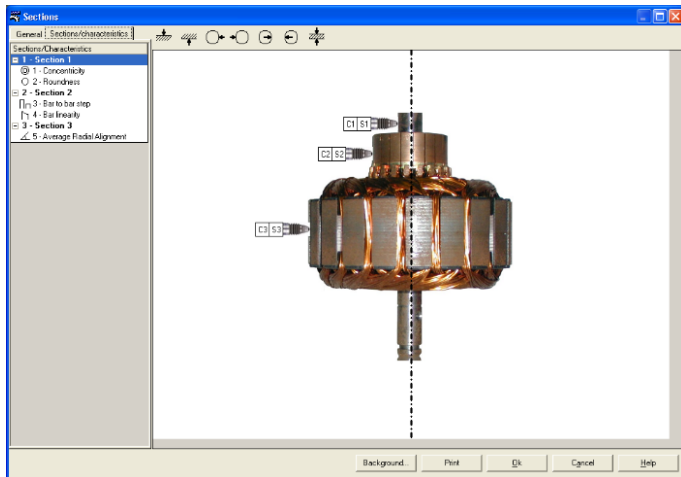 Sections
General Sections/characteristics
Sections/Characteristics
1 - Section 1
1 - Concentricity
2 - Roundness
2 - Section 2
3 - Bar to bar step
4 - Bar linearity
3 - Section 3
5 - Average Radial Alignment
C1 S1
C2 S2
C3 S3
Background... Print Ok Cancel Help